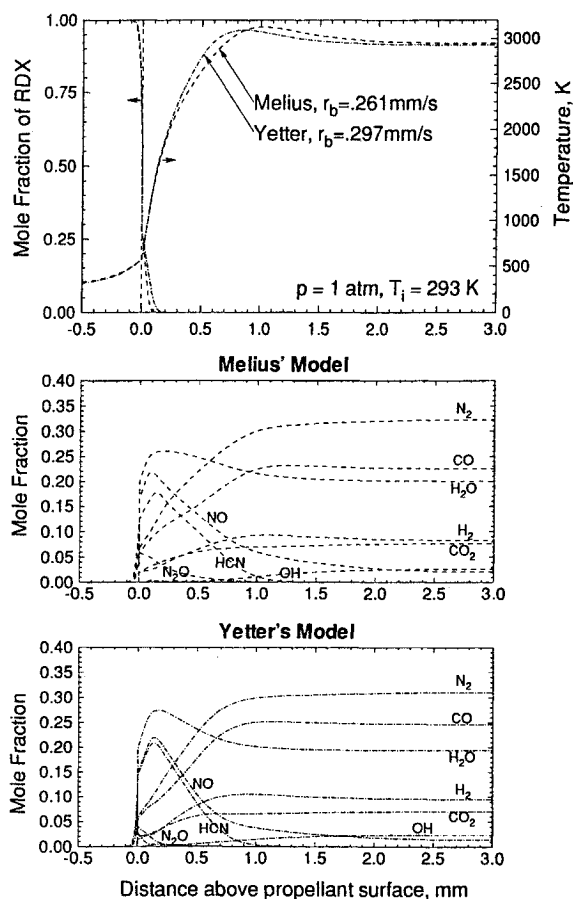 Mole Fraction of RDX
1.00
0.75
0.50
0.25
0.00
3000
2500
2000
1500
1000
500
0
Temperature, K
Melius, r_b=.261mm/s
Yetter, r_b=.297mm/s
p = 1 atm, T_i = 293 K
-0.5 0.0 0.5 1.0 1.5 2.0 2.5 3.0
Melius' Model
Mole Fraction
0.40
0.35
0.30
0.25
0.20
0.15
0.10
0.05
0.00
N₂
CO
H₂O
NO
H₂
CO₂
HCN
N₂O
OH
-0.5 0.0 0.5 1.0 1.5 2.0 2.5 3.0
Yetter's Model
Mole Fraction
0.40
0.35
0.30
0.25
0.20
0.15
0.10
0.05
0.00
N₂
CO
H₂O
NO
H₂
CO₂
HCN
N₂O
OH
-0.5 0.0 0.5 1.0 1.5 2.0 2.5 3.0
Distance above propellant surface, mm